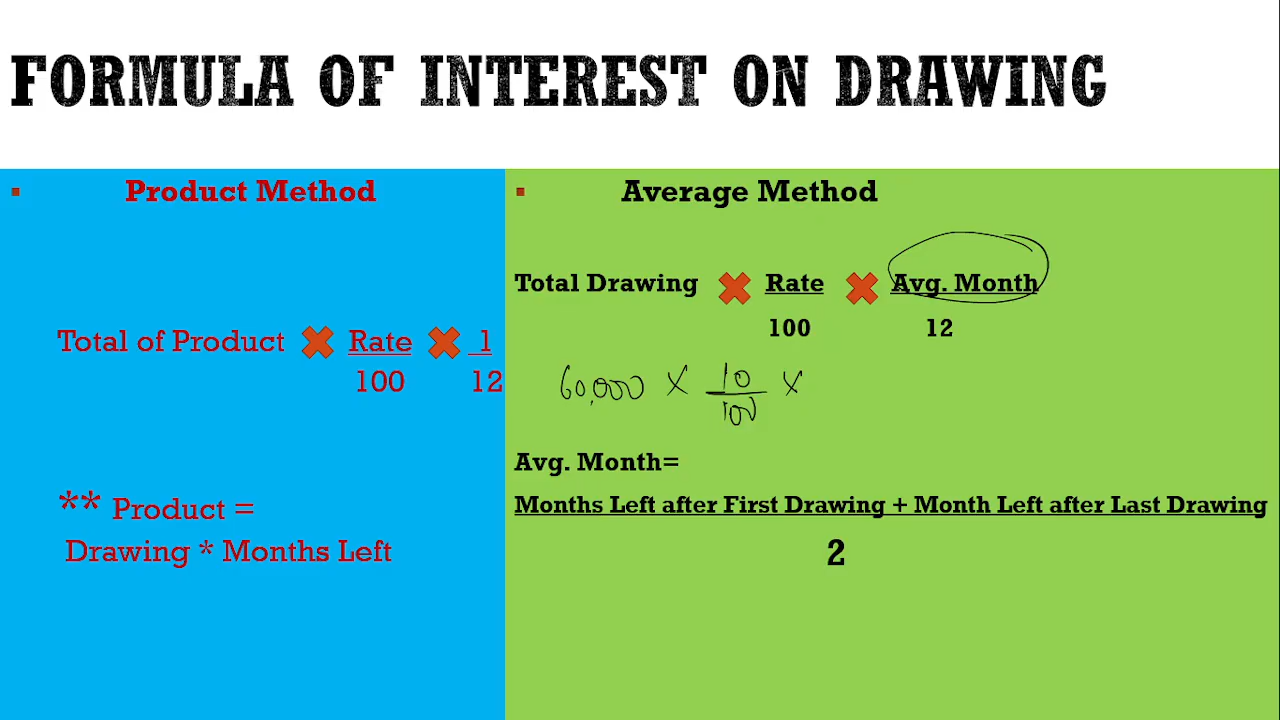 FORMULA OF INTEREST ON DRAWING
▪ Product Method
Total of Product ✖ Rate ✖ 1
100 12
** Product =
Drawing * Months Left
▪ Average Method
Total Drawing ✖ Rate ✖ Avg. Month
100 12
60,000 × 10 ×
100
Avg. Month=
Months Left after First Drawing + Month Left after Last Drawing
2